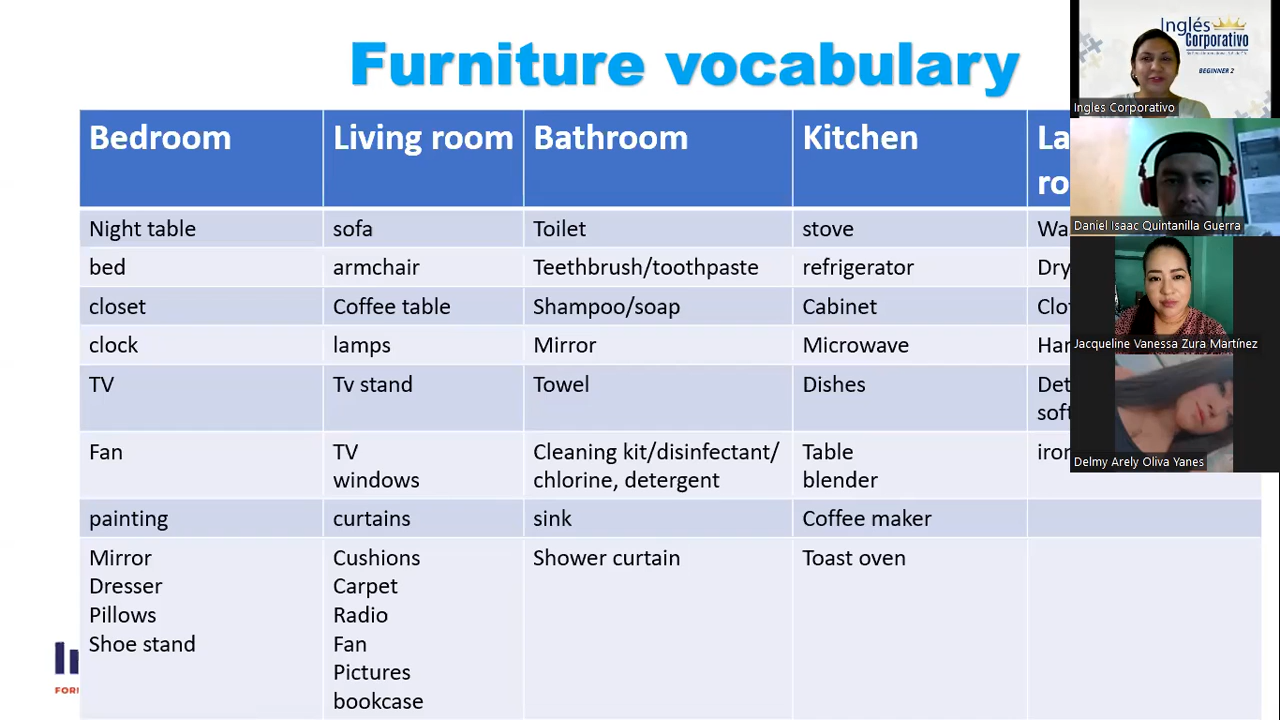 Furniture vocabulary
Bedroom
Living room
Bathroom
Kitchen
Night table
sofa
Toilet
stove
bed
armchair
Teethbrush/toothpaste
refrigerator
closet
Coffee table
Shampoo/soap
Cabinet
clock
lamps
Mirror
Microwave
TV
Tv stand
Towel
Dishes
Fan
TV
windows
Cleaning kit/disinfectant/
chlorine, detergent
Table
blender
painting
curtains
sink
Coffee maker
Mirror
Dresser
Pillows
Shoe stand
Cushions
Carpet
Radio
Fan
Pictures
bookcase
Shower curtain
Toast oven
Inglés
Corporativo
BEGINNER 2
Ingles Corporativo
Daniel Isaac Quintanilla Guerra
Jacqueline Vanessa Zura Martínez
Delmy Arely Oliva Yanes